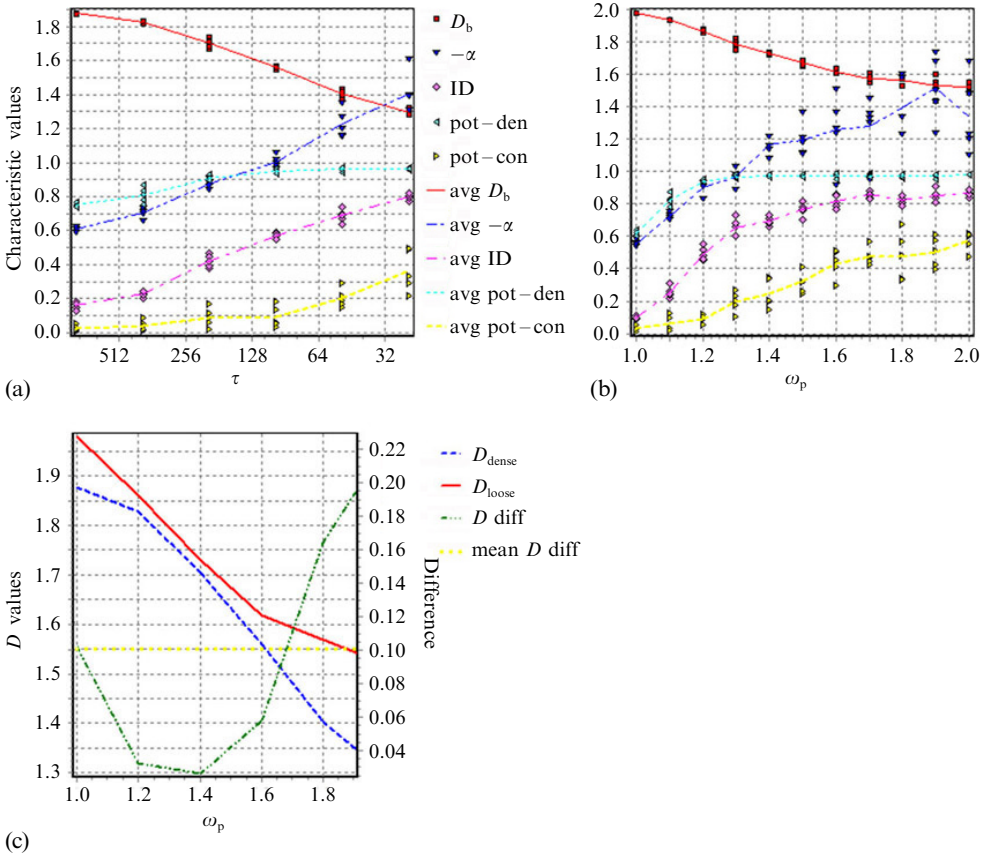 Characteristic values
1.8
1.6
1.4
1.2
1.0
0.8
0.6
0.4
0.2
0.0
512 256 128 64 32
τ
(a)
D_b
−α
ID
pot−den
pot−con
avg D_b
avg −α
avg ID
avg pot−den
avg pot−con
2.0
1.8
1.6
1.4
1.2
1.0
0.8
0.6
0.4
0.2
0.0
1.0 1.2 1.4 1.6 1.8 2.0
ω_p
(b)
D values
1.9
1.8
1.7
1.6
1.5
1.4
1.3
1.0 1.2 1.4 1.6 1.8
ω_p
0.22
0.20
0.18
0.16
0.14
0.12
0.10
0.08
0.06
0.04
Difference
D_dense
D_loose
D diff
mean D diff
(c)